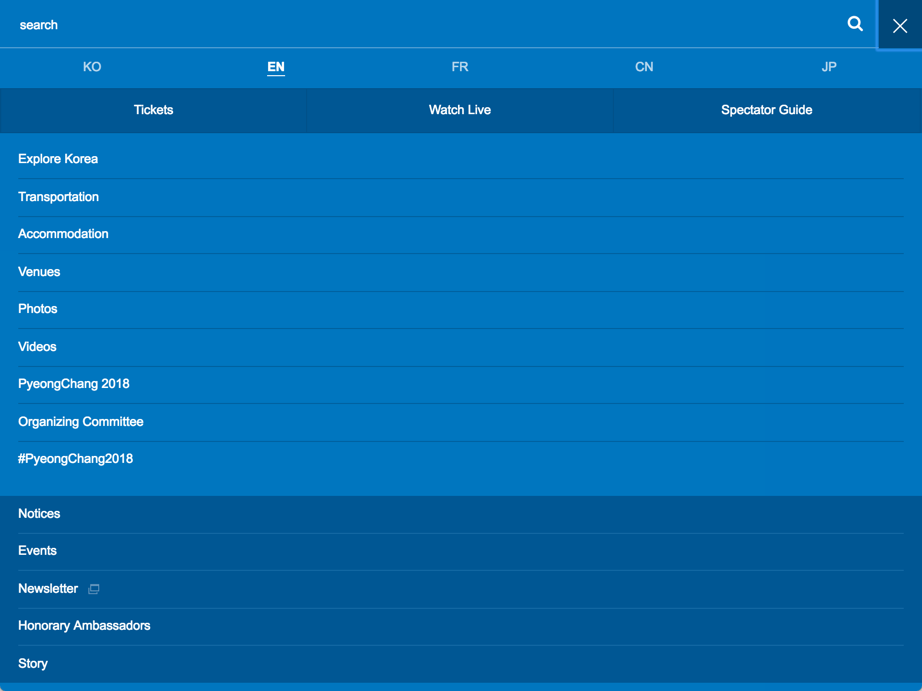 search
KO EN FR CN JP
Tickets Watch Live Spectator Guide
Explore Korea
Transportation
Accommodation
Venues
Photos
Videos
PyeongChang 2018
Organizing Committee
#PyeongChang2018
Notices
Events
Newsletter
Honorary Ambassadors
Story